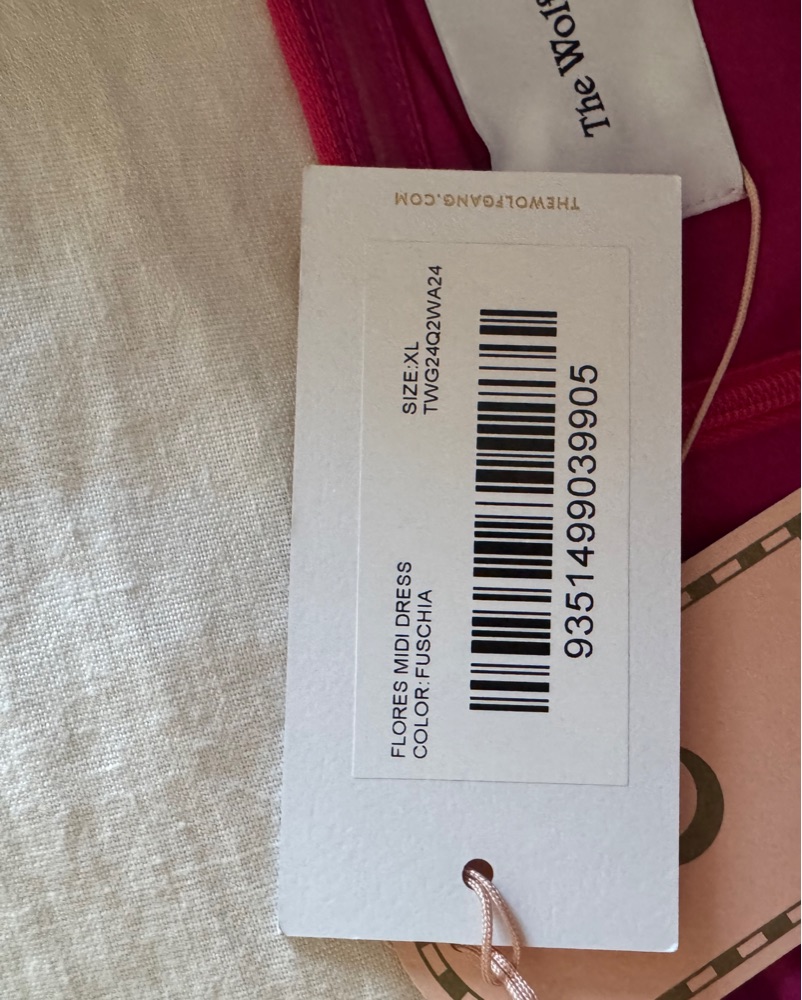 The Wolf
THEWOLFGANG.COM
FLORES MIDI DRESS
SIZE:XL
COLOR:FUSCHIA
TWG24Q2WA24
9351499039905